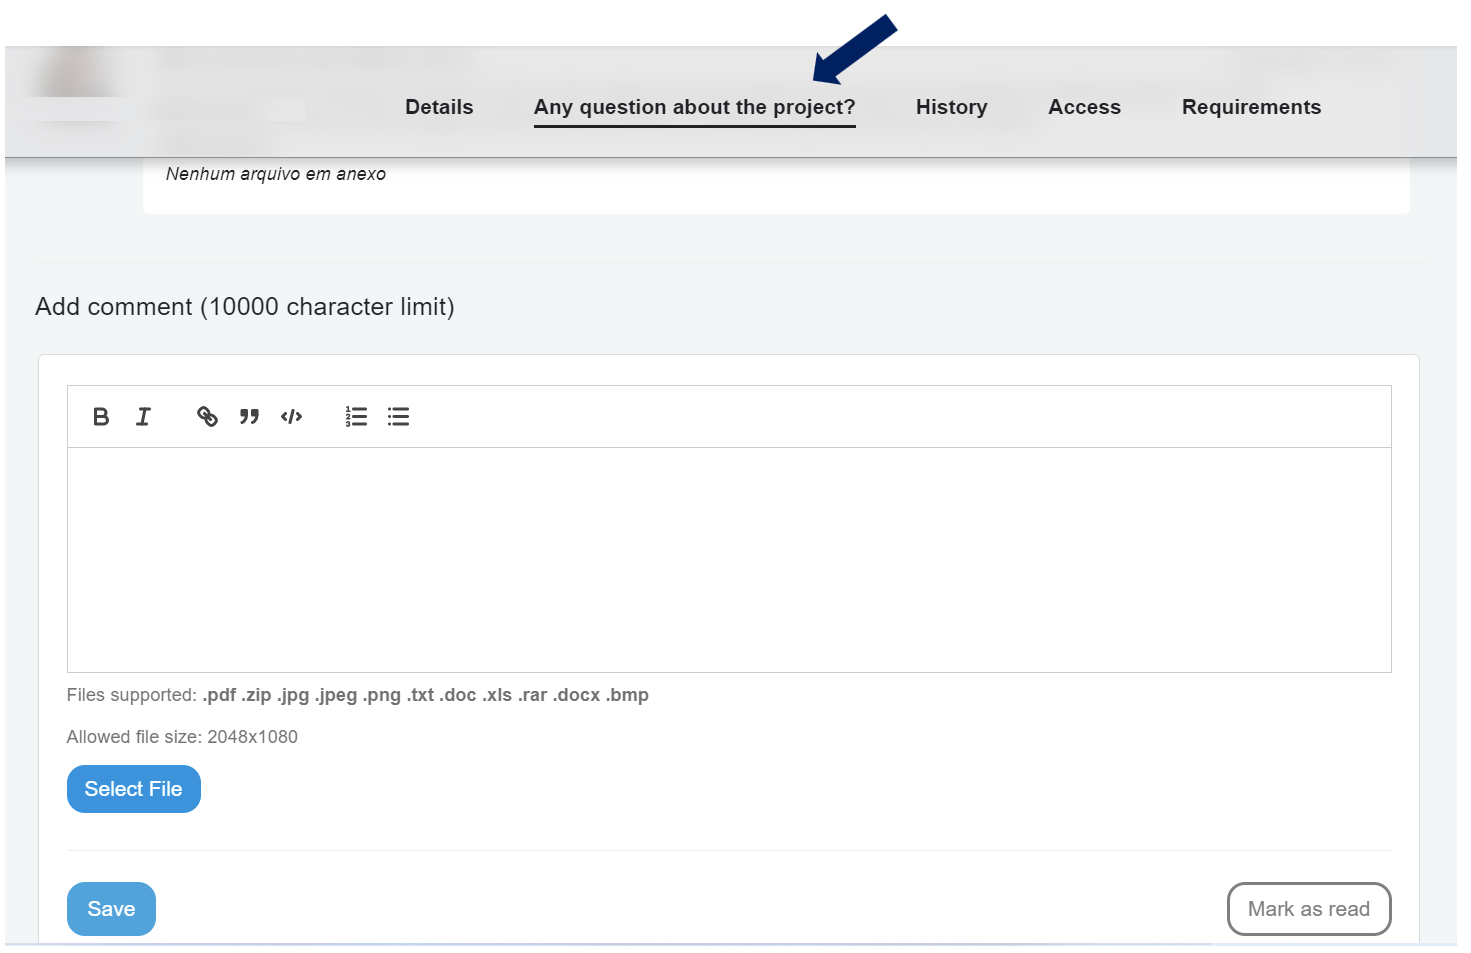 Details Any question about the project? History Access Requirements
Nenhum arquivo em anexo
Add comment (10000 character limit)
Files supported: .pdf .zip .jpg .jpeg .png .txt .doc .xls .rar .docx .bmp
Allowed file size: 2048x1080
Select File
Save Mark as read